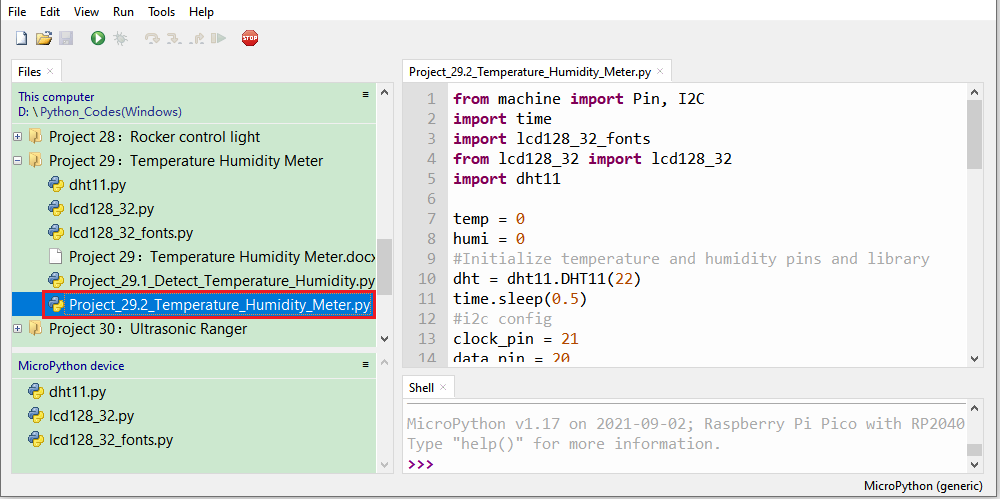 File Edit View Run Tools Help
STOP
Files
This computer
D: \ Python_Codes(Windows)
Project 28：Rocker control light
Project 29：Temperature Humidity Meter
dht11.py
lcd128_32.py
lcd128_32_fonts.py
Project 29：Temperature Humidity Meter.docx
Project_29.1_Detect_Temperature_Humidity.py
Project_29.2_Temperature_Humidity_Meter.py
Project 30：Ultrasonic Ranger
MicroPython device
dht11.py
lcd128_32.py
lcd128_32_fonts.py
Project_29.2_Temperature_Humidity_Meter.py
1 from machine import Pin, I2C
2 import time
3 import lcd128_32_fonts
4 from lcd128_32 import lcd128_32
5 import dht11
6
7 temp = 0
8 humi = 0
9 #Initialize temperature and humidity pins and library
10 dht = dht11.DHT11(22)
11 time.sleep(0.5)
12 #i2c config
13 clock_pin = 21
14 data_pin = 20
Shell
MicroPython v1.17 on 2021-09-02; Raspberry Pi Pico with RP2040
Type "help()" for more information.
>>>
MicroPython (generic)